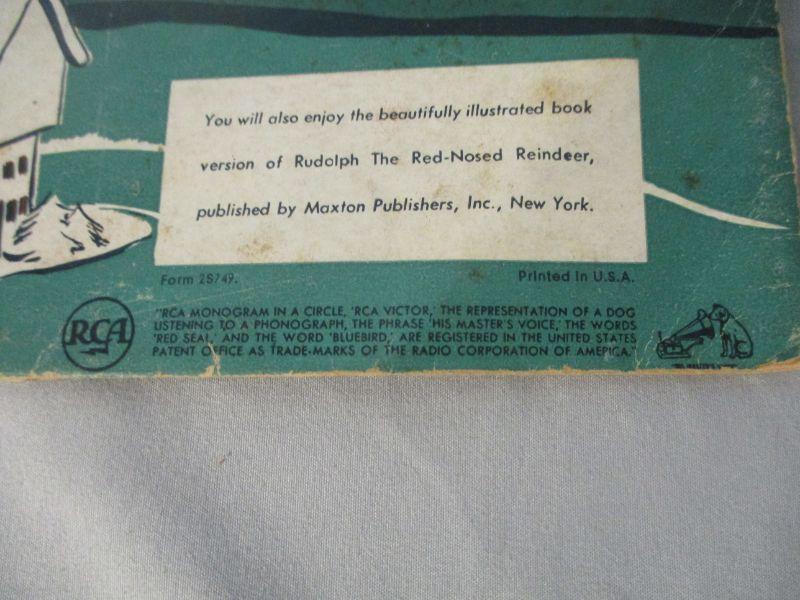 You will also enjoy the beautifully illustrated book
version of Rudolph The Red-Nosed Reindeer,
published by Maxton Publishers, Inc., New York.
Form 2S749.
Printed in U.S.A.
RCA
"RCA MONOGRAM IN A CIRCLE, 'RCA VICTOR,' THE REPRESENTATION OF A DOG
LISTENING TO A PHONOGRAPH, THE PHRASE 'HIS MASTER'S VOICE,' THE WORDS
'RED SEAL,' AND THE WORD 'BLUEBIRD,' ARE REGISTERED IN THE UNITED STATES
PATENT OFFICE AS TRADE-MARKS OF THE RADIO CORPORATION OF AMERICA."